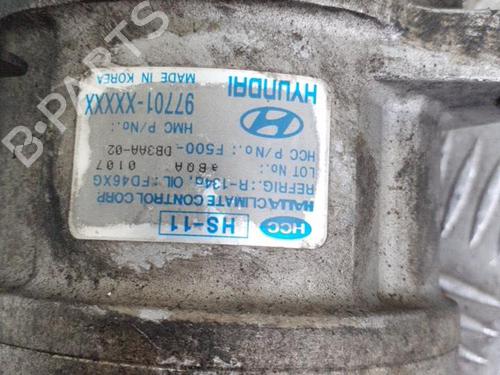 HCC HS-11
HALLA CLIMATE CONTROL CORP.
REFRIG.:R-134a, OIL.:FD46XG
LOT No.: aBQA 0107
HCC P/No.: F500-DB3AA-02
HMC P/No.:
97701-XXXXX
HYUNDAI MADE IN KOREA
B-PARTS